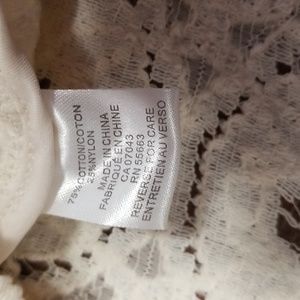 75%COTTON/COTON
25%NYLON
MADE IN CHINA
FABRIQUÉ EN CHINE
CA 07043
RN 55663
REVERSE FOR CARE
ENTRETIEN AU VERSO